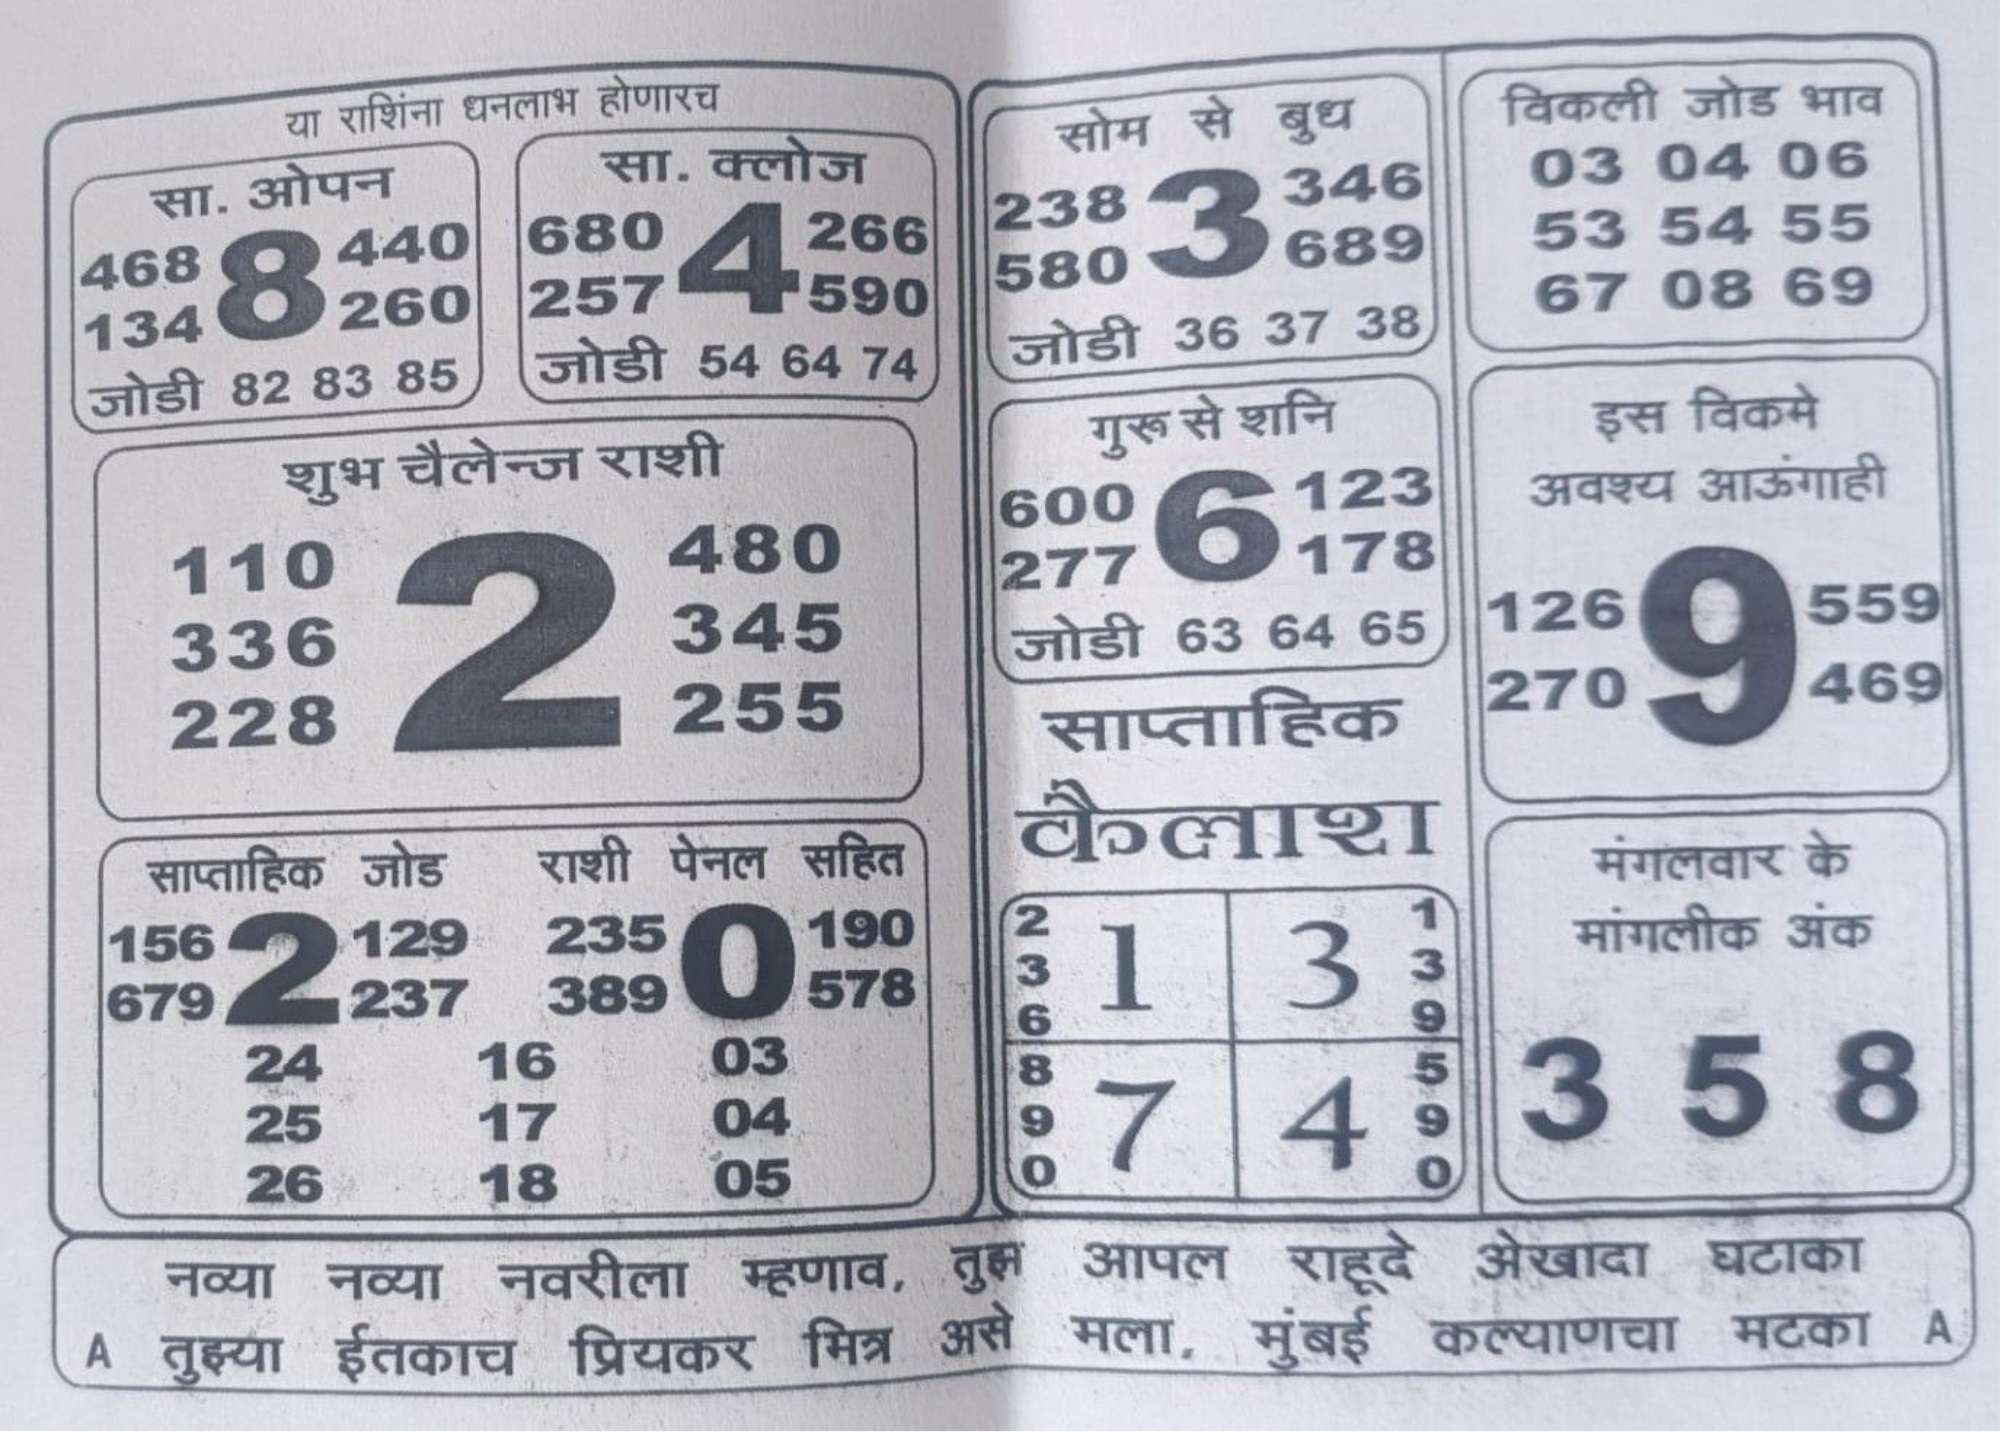 या राशिंना धनलाभ होणारच
सा. ओपन
468 8 440
134 260
जोडी 82 83 85
सा. क्लोज
680 4 266
257 590
जोडी 54 64 74
शुभ चैलेन्ज राशी
110 2 480
336 345
228 255
साप्ताहिक जोड राशी पेनल सहित
156 2 129 235 0 190
679 237 389 578
24 16 03
25 17 04
26 18 05
सोम से बुध
238 3 346
580 689
जोडी 36 37 38
गुरू से शनि
600 6 123
277 178
जोडी 63 64 65
साप्ताहिक
कैलाश
2 1 3 1
3 3
6 9
8 7 4 5
9 9
0 0
विकली जोड भाव
03 04 06
53 54 55
67 08 69
इस विकमे
अवश्य आऊंगाही
126 9 559
270 469
मंगलवार के
मांगलीक अंक
3 5 8
नव्या नव्या नवरीला म्हणाव, तुझ आपल राहूदे अेखादा घटाका
A तुझ्या ईतकाच प्रियकर मित्र असे मला, मुंबई कल्याणचा मटका A